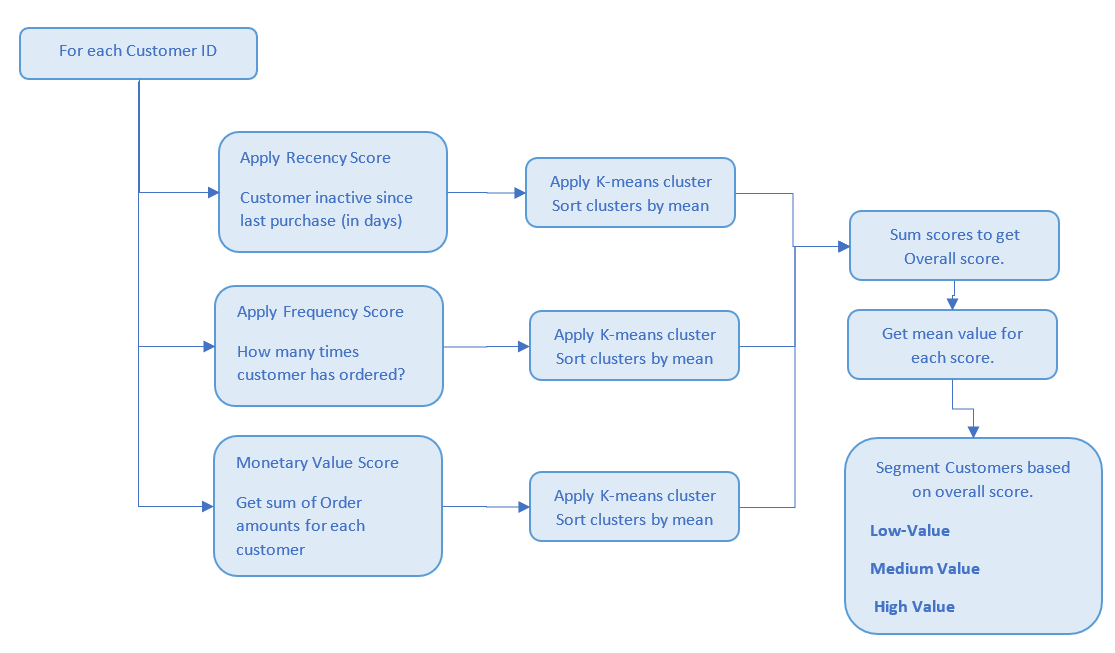 For each Customer ID
Apply Recency Score
Customer inactive since
last purchase (in days)
Apply K-means cluster
Sort clusters by mean
Apply Frequency Score
How many times
customer has ordered?
Apply K-means cluster
Sort clusters by mean
Monetary Value Score
Get sum of Order
amounts for each
customer
Apply K-means cluster
Sort clusters by mean
Sum scores to get
Overall score.
Get mean value for
each score.
Segment Customers based
on overall score.
Low-Value
Medium Value
High Value